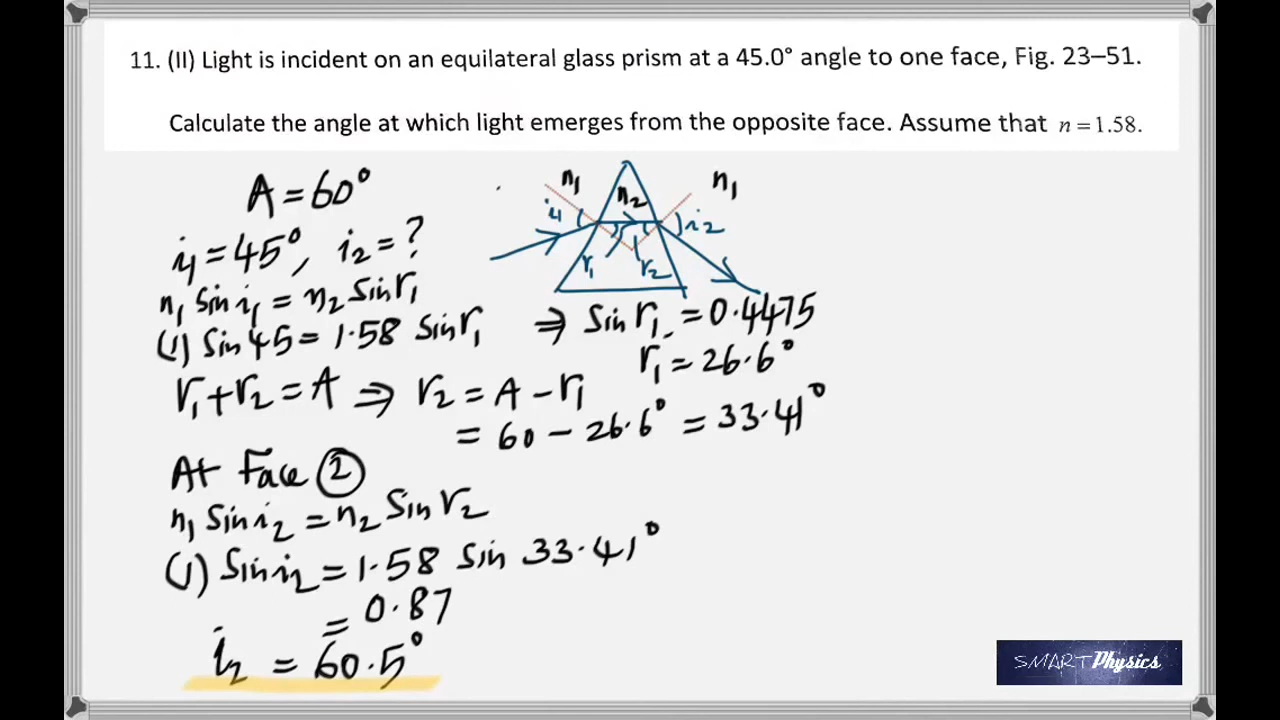 11. (II) Light is incident on an equilateral glass prism at a 45.0° angle to one face, Fig. 23–51.
Calculate the angle at which light emerges from the opposite face. Assume that n = 1.58.
A = 60°
n₁
n₂
n₁
i₁
i₂
r₁
r₂
i₁ = 45°, i₂ = ?
n₁ Sin i₁ = n₂ Sin r₁
(1) Sin 45 = 1.58 Sin r₁ ⇒ Sin r₁ = 0.4475
r₁ = 26.6°
r₁ + r₂ = A ⇒ r₂ = A − r₁
= 60 − 26.6° = 33.41°
At Face ②
n₁ Sin i₂ = n₂ Sin r₂
(1) Sin i₂ = 1.58 Sin 33.41°
= 0.87
i₂ = 60.5°
SMART Physics